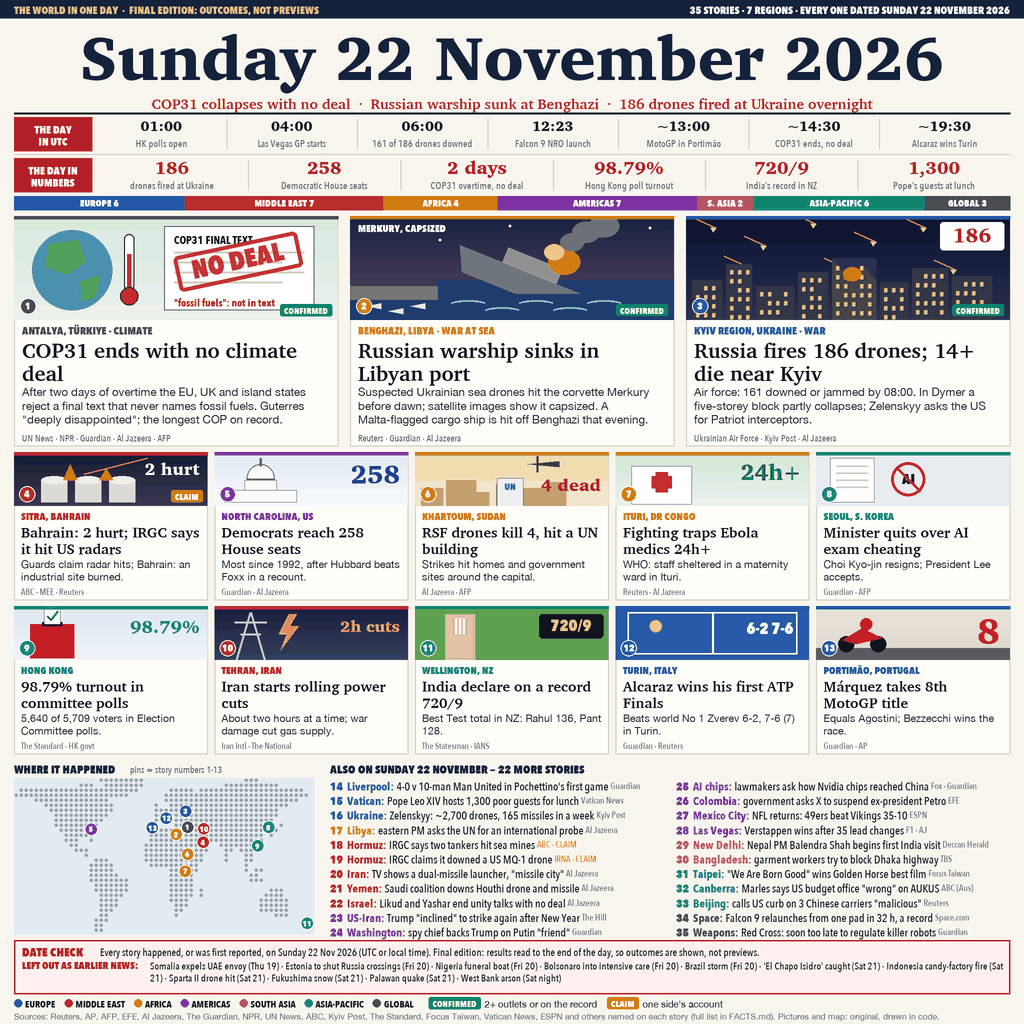 THE WORLD IN ONE DAY · FINAL EDITION: OUTCOMES, NOT PREVIEWS
35 STORIES · 7 REGIONS · EVERY ONE DATED SUNDAY 22 NOVEMBER 2026
Sunday 22 November 2026
COP31 collapses with no deal · Russian warship sunk at Benghazi · 186 drones fired at Ukraine overnight
THE DAY
IN UTC
01:00
HK polls open
04:00
Las Vegas GP starts
06:00
161 of 186 drones downed
12:23
Falcon 9 NRO launch
~13:00
MotoGP in Portimão
~14:30
COP31 ends, no deal
~19:30
Alcaraz wins Turin
THE DAY IN
NUMBERS
186
drones fired at Ukraine
258
Democratic House seats
2 days
COP31 overtime, no deal
98.79%
Hong Kong poll turnout
720/9
India's record in NZ
1,300
Pope's guests at lunch
EUROPE 6
MIDDLE EAST 7
AFRICA 4
AMERICAS 7
S. ASIA 2
ASIA-PACIFIC 6
GLOBAL 3
COP31 FINAL TEXT
NO DEAL
"fossil fuels": not in text
1
CONFIRMED
ANTALYA, TÜRKIYE · CLIMATE
COP31 ends with no climate
deal
After two days of overtime the EU, UK and island states
reject a final text that never names fossil fuels. Guterres
"deeply disappointed"; the longest COP on record.
UN News · NPR · Guardian · Al Jazeera · AFP
MERKURY, CAPSIZED
2
CONFIRMED
BENGHAZI, LIBYA · WAR AT SEA
Russian warship sinks in
Libyan port
Suspected Ukrainian sea drones hit the corvette Merkury
before dawn; satellite images show it capsized. A
Malta-flagged cargo ship is hit off Benghazi that evening.
Reuters · Guardian · Al Jazeera
186
3
CONFIRMED
KYIV REGION, UKRAINE · WAR
Russia fires 186 drones; 14+
die near Kyiv
Air force: 161 downed or jammed by 08:00. In Dymer a
five-storey block partly collapses; Zelenskyy asks the US
for Patriot interceptors.
Ukrainian Air Force · Kyiv Post · Al Jazeera
2 hurt
4
CLAIM
SITRA, BAHRAIN
Bahrain: 2 hurt; IRGC says
it hit US radars
Guards claim radar hits; Bahrain: an
industrial site burned.
ABC · MEE · Reuters
258
5
NORTH CAROLINA, US
Democrats reach 258
House seats
Most since 1992, after Hubbard beats
Foxx in a recount.
Guardian · Al Jazeera
UN
4 dead
6
KHARTOUM, SUDAN
RSF drones kill 4, hit a UN
building
Strikes hit homes and government
sites around the capital.
Al Jazeera · AFP
24h+
7
ITURI, DR CONGO
Fighting traps Ebola
medics 24h+
WHO: staff sheltered in a maternity
ward in Ituri.
Reuters · Al Jazeera
AI
8
SEOUL, S. KOREA
Minister quits over AI
exam cheating
Choi Kyo-jin resigns; President Lee
accepts.
Guardian · AFP
98.79%
9
HONG KONG
98.79% turnout in
committee polls
5,640 of 5,709 voters in Election
Committee polls.
The Standard · HK govt
2h cuts
10
TEHRAN, IRAN
Iran starts rolling power
cuts
About two hours at a time; war
damage cut gas supply.
Iran Intl · The National
720/9
11
WELLINGTON, NZ
India declare on a record
720/9
Best Test total in NZ: Rahul 136, Pant
128.
The Statesman · IANS
6-2 7-6
12
TURIN, ITALY
Alcaraz wins his first ATP
Finals
Beats world No 1 Zverev 6-2, 7-6 (7)
in Turin.
Guardian · Reuters
8
13
PORTIMÃO, PORTUGAL
Márquez takes 8th
MotoGP title
Equals Agostini; Bezzecchi wins the
race.
Guardian · AP
WHERE IT HAPPENED pins = story numbers 1-13
3
12
13
1
2
10
4
5
6
7
8
9
11
ALSO ON SUNDAY 22 NOVEMBER – 22 MORE STORIES
14 Liverpool: 4-0 v 10-man Man United in Pochettino's first game Guardian
15 Vatican: Pope Leo XIV hosts 1,300 poor guests for lunch Vatican News
16 Ukraine: Zelenskyy: ~2,700 drones, 165 missiles in a week Kyiv Post
17 Libya: eastern PM asks the UN for an international probe Al Jazeera
18 Hormuz: IRGC says two tankers hit sea mines ABC · CLAIM
19 Hormuz: IRGC claims it downed a US MQ-1 drone IRNA · CLAIM
20 Iran: TV shows a dual-missile launcher, "missile city" Al Jazeera
21 Yemen: Saudi coalition downs Houthi drone and missile Al Jazeera
22 Israel: Likud and Yashar end unity talks with no deal Al Jazeera
23 US-Iran: Trump "inclined" to strike again after New Year The Hill
24 Washington: spy chief backs Trump on Putin "friend" Guardian
25 AI chips: lawmakers ask how Nvidia chips reached China Fox · Guardian
26 Colombia: government asks X to suspend ex-president Petro EFE
27 Mexico City: NFL returns: 49ers beat Vikings 35-10 ESPN
28 Las Vegas: Verstappen wins after 35 lead changes F1 · AJ
29 New Delhi: Nepal PM Balendra Shah begins first India visit Deccan Herald
30 Bangladesh: garment workers try to block Dhaka highway TBS
31 Taipei: "We Are Born Good" wins Golden Horse best film Focus Taiwan
32 Canberra: Marles says US budget office "wrong" on AUKUS ABC (Aus)
33 Beijing: calls US curb on 3 Chinese carriers "malicious" Reuters
34 Space: Falcon 9 relaunches from one pad in 32 h, a record Space.com
35 Weapons: Red Cross: soon too late to regulate killer robots Guardian
DATE CHECK Every story happened, or was first reported, on Sunday 22 Nov 2026 (UTC or local time). Final edition: results read to the end of the day, so outcomes are shown, not previews.
LEFT OUT AS EARLIER NEWS: Somalia expels UAE envoy (Thu 19) · Estonia to shut Russia crossings (Fri 20) · Nigeria funeral boat (Fri 20) · Bolsonaro into intensive care (Fri 20) · Brazil storm (Fri 20) · 'El Chapo Isidro' caught (Sat 21) · Indonesia candy-factory fire (Sat
21) · Sparta II drone hit (Sat 21) · Fukushima snow (Sat 21) · Palawan quake (Sat 21) · West Bank arson (Sat night)
EUROPE MIDDLE EAST AFRICA AMERICAS SOUTH ASIA ASIA-PACIFIC GLOBAL CONFIRMED 2+ outlets or on the record CLAIM one side's account
Sources: Reuters, AP, AFP, EFE, Al Jazeera, The Guardian, NPR, UN News, ABC, Kyiv Post, The Standard, Focus Taiwan, Vatican News, ESPN and others named on each story (full list in FACTS.md). Pictures and map: original, drawn in code.